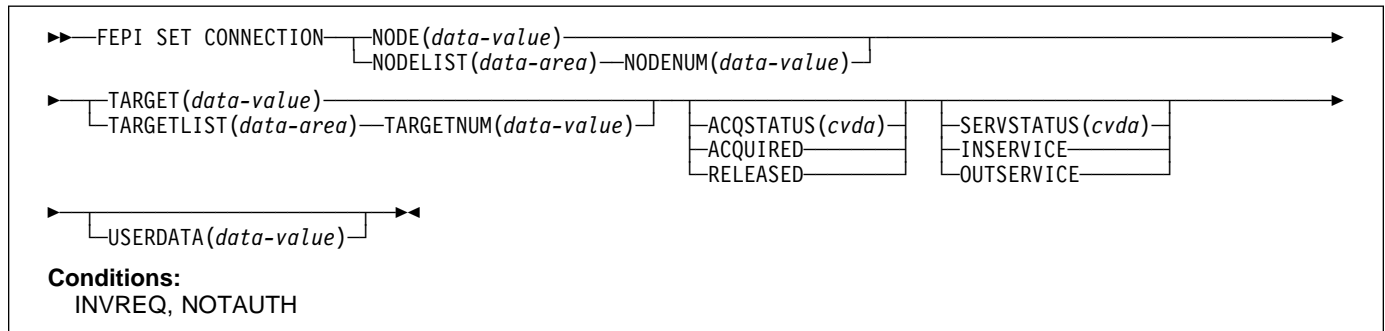 FEPI SET CONNECTION NODE(data-value)
NODELIST(data-area) NODENUM(data-value)
TARGET(data-value)
TARGETLIST(data-area) TARGETNUM(data-value) ACQSTATUS(cvda) SERVSTATUS(cvda)
ACQUIRED INSERVICE
RELEASED OUTSERVICE
USERDATA(data-value)
Conditions:
INVREQ, NOTAUTH